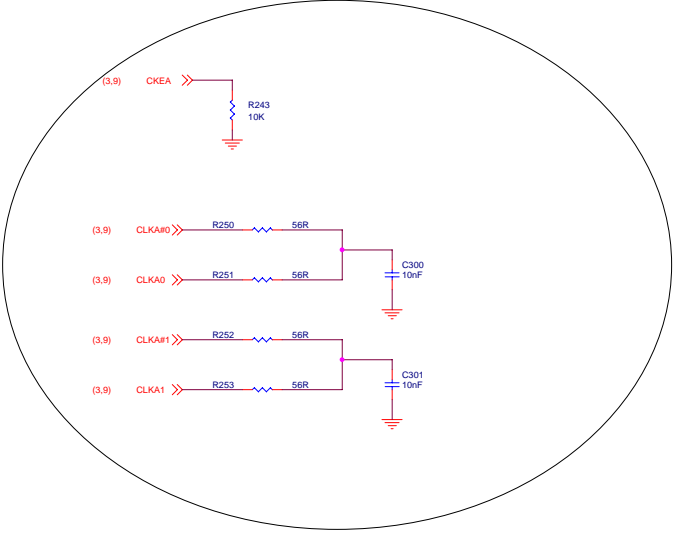 (3,9) CKEA
R243
10K
(3,9) CLKA#0 R250 56R
C300
10nF
(3,9) CLKA0 R251 56R
(3,9) CLKA#1 R252 56R
C301
10nF
(3,9) CLKA1 R253 56R